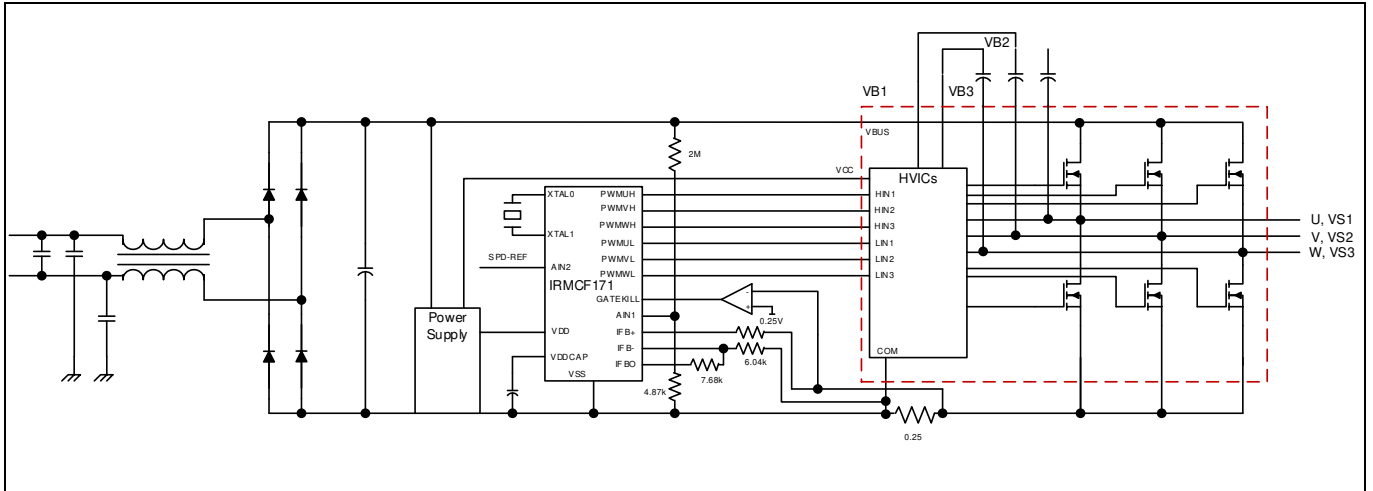 VB2
VB1
VB3
VBUS
2M
VCC
HVICs
XTAL0
PWMUH
HIN1
PWMVH
HIN2
PWMWH
HIN3
U, VS1
XTAL1
PWMUL
LIN1
V, VS2
SPD-REF
PWMVL
LIN2
W, VS3
AIN2
PWMWL
LIN3
IRMCF171
GATEKILL
-
+
0.25V
Power
Supply
AIN1
VDD
IFB+
IFB-
COM
VDDCAP
IFBO
6.04k
VSS
7.68k
4.87k
0.25